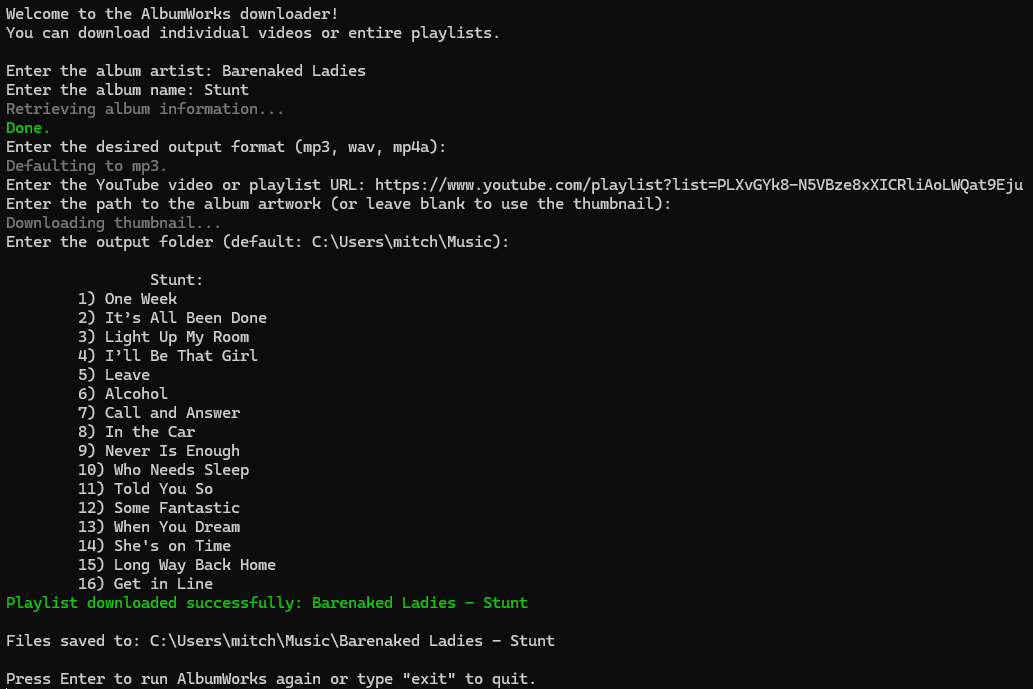 Welcome to the AlbumWorks downloader!
You can download individual videos or entire playlists.
Enter the album artist: Barenaked Ladies
Enter the album name: Stunt
Retrieving album information...
Done.
Enter the desired output format (mp3, wav, mp4a):
Defaulting to mp3.
Enter the YouTube video or playlist URL: https://www.youtube.com/playlist?list=PLXvGYk8-N5VBze8xXICRliAoLWQat9Eju
Enter the path to the album artwork (or leave blank to use the thumbnail):
Downloading thumbnail...
Enter the output folder (default: C:\Users\mitch\Music):
Stunt:
1) One Week
2) It’s All Been Done
3) Light Up My Room
4) I’ll Be That Girl
5) Leave
6) Alcohol
7) Call and Answer
8) In the Car
9) Never Is Enough
10) Who Needs Sleep
11) Told You So
12) Some Fantastic
13) When You Dream
14) She's on Time
15) Long Way Back Home
16) Get in Line
Playlist downloaded successfully: Barenaked Ladies - Stunt
Files saved to: C:\Users\mitch\Music\Barenaked Ladies - Stunt
Press Enter to run AlbumWorks again or type "exit" to quit.